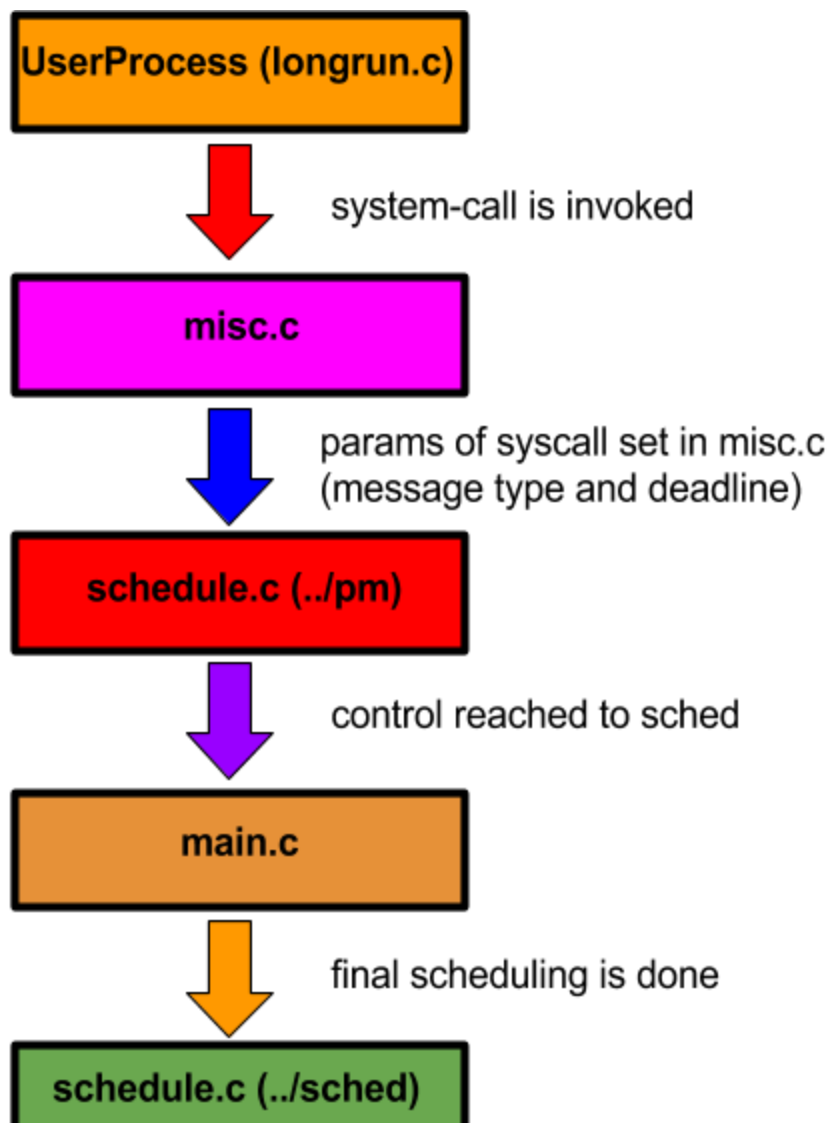 UserProcess (longrun.c)
system-call is invoked
misc.c
params of syscall set in misc.c
(message type and deadline)
schedule.c (../pm)
control reached to sched
main.c
final scheduling is done
schedule.c (../sched)